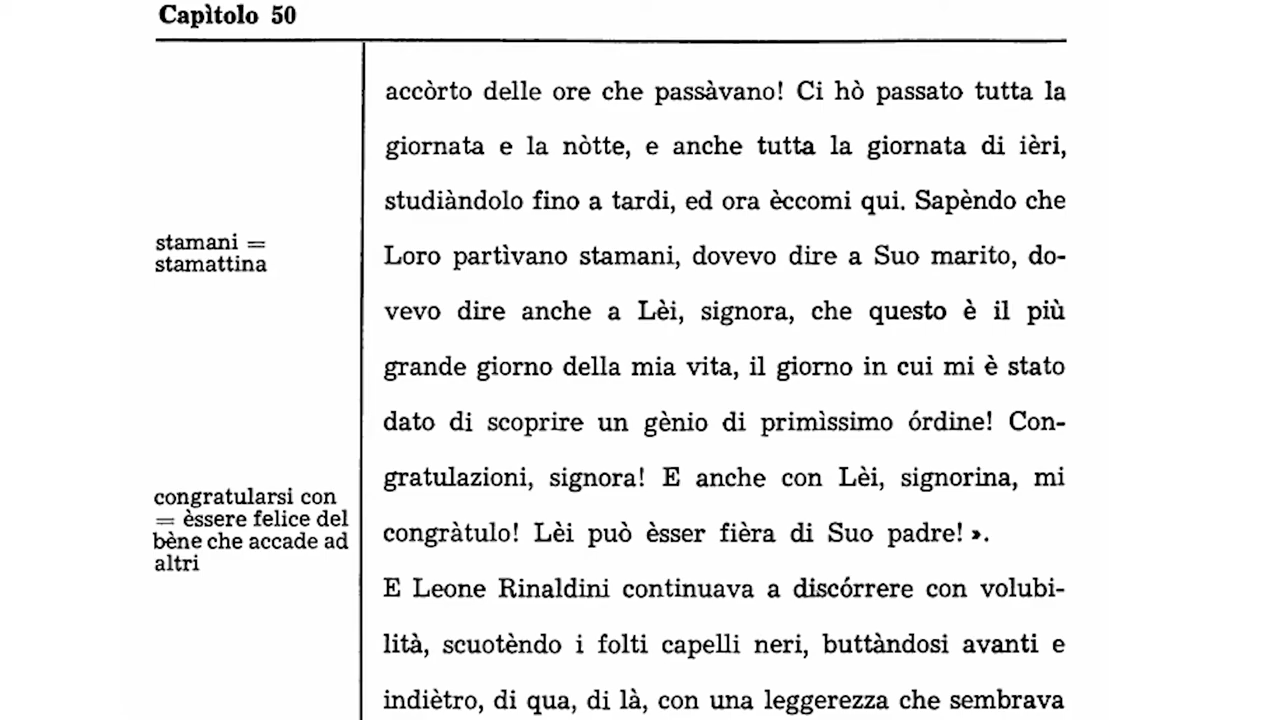 Capìtolo 50
accòrto delle ore che passàvano! Ci hò passato tutta la
giornata e la nòtte, e anche tutta la giornata di ièri,
studiàndolo fino a tardi, ed ora èccomi qui. Sapèndo che
stamani =
stamattina
Loro partìvano stamani, dovevo dire a Suo marito, do-
vevo dire anche a Lèi, signora, che questo è il più
grande giorno della mia vita, il giorno in cui mi è stato
dato di scoprire un gènio di primìssimo órdine! Con-
gratulazioni, signora! E anche con Lèi, signorina, mi
congratularsi con
= èssere felice del
bène che accade ad
altri
congràtulo! Lèi può èsser fièra di Suo padre! ».
E Leone Rinaldini continuava a discórrere con volubi-
lità, scuotèndo i folti capelli neri, buttàndosi avanti e
indiètro, di qua, di là, con una leggerezza che sembrava